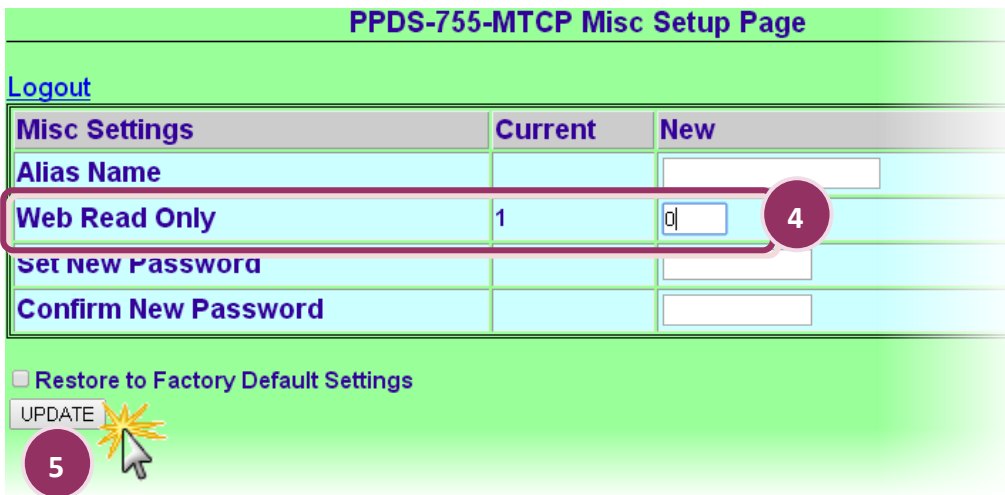 PPDS-755-MTCP Misc Setup Page
Logout
Misc Settings Current New
Alias Name
Web Read Only 1 0 4
Set New Password
Confirm New Password
Restore to Factory Default Settings
UPDATE
5